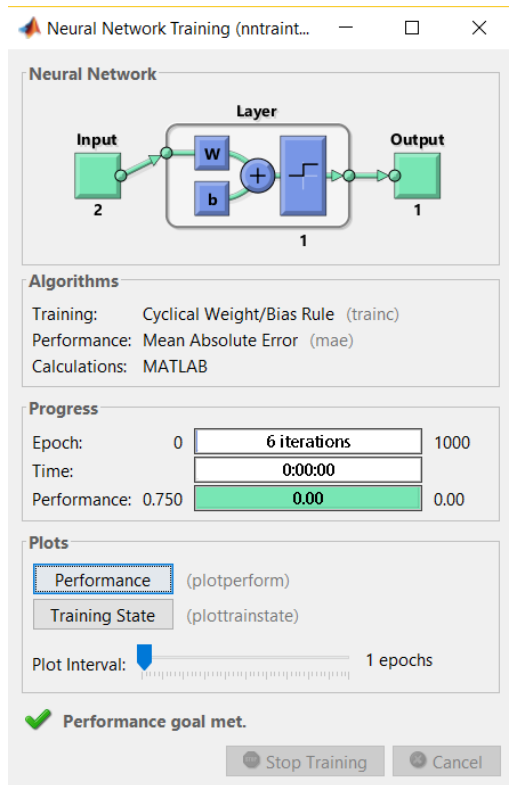 Neural Network Training (nntraint...
Neural Network
Layer
Input
Output
W
b
+
2
1
1
Algorithms
Training: Cyclical Weight/Bias Rule (trainc)
Performance: Mean Absolute Error (mae)
Calculations: MATLAB
Progress
Epoch: 0 6 iterations 1000
Time: 0:00:00
Performance: 0.750 0.00 0.00
Plots
Performance (plotperform)
Training State (plottrainstate)
Plot Interval: 1 epochs
Performance goal met.
Stop Training Cancel